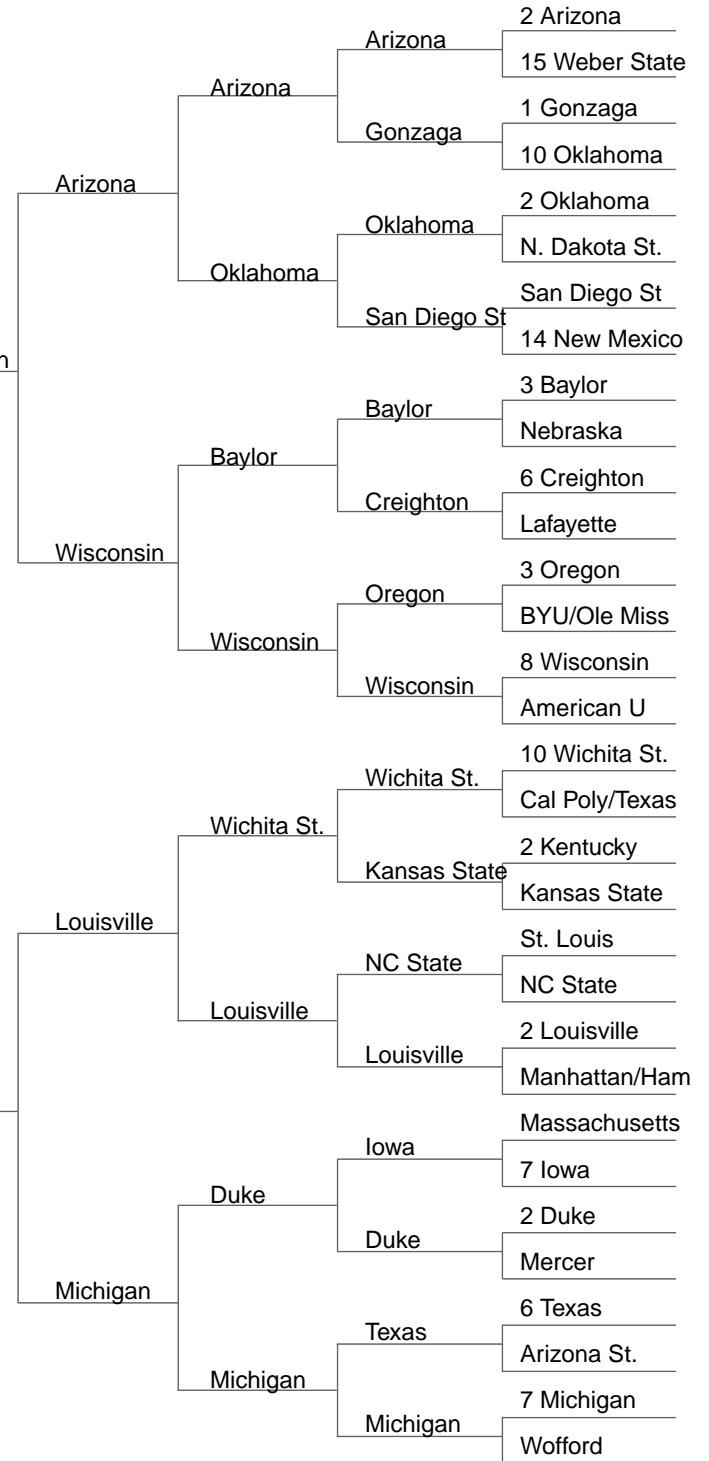 2 Arizona
Arizona
15 Weber State
Arizona
1 Gonzaga
Gonzaga
10 Oklahoma
Arizona
2 Oklahoma
Oklahoma
N. Dakota St.
Oklahoma
San Diego St
San Diego St
14 New Mexico
n
3 Baylor
Baylor
Nebraska
Baylor
6 Creighton
Creighton
Lafayette
Wisconsin
3 Oregon
Oregon
BYU/Ole Miss
Wisconsin
8 Wisconsin
Wisconsin
American U
10 Wichita St.
Wichita St.
Cal Poly/Texas
Wichita St.
2 Kentucky
Kansas State
Kansas State
Louisville
St. Louis
NC State
NC State
Louisville
2 Louisville
Louisville
Manhattan/Ham
Massachusetts
Iowa
7 Iowa
Duke
2 Duke
Duke
Mercer
Michigan
6 Texas
Texas
Arizona St.
Michigan
7 Michigan
Michigan
Wofford